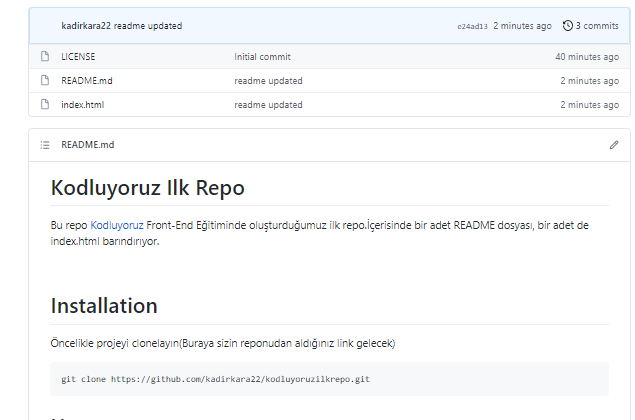 kadirkara22 readme updated e24ad13 2 minutes ago 3 commits
LICENSE Initial commit 40 minutes ago
README.md readme updated 2 minutes ago
index.html readme updated 2 minutes ago
README.md
Kodluyoruz Ilk Repo
Bu repo Kodluyoruz Front-End Eğitiminde oluşturduğumuz ilk repo.İçerisinde bir adet README dosyası, bir adet de
index.html barındırıyor.
Installation
Öncelikle projeyi clonelayın(Buraya sizin reponudan aldığınız link gelecek)
git clone https://github.com/kadirkara22/kodluyoruzilkrepo.git